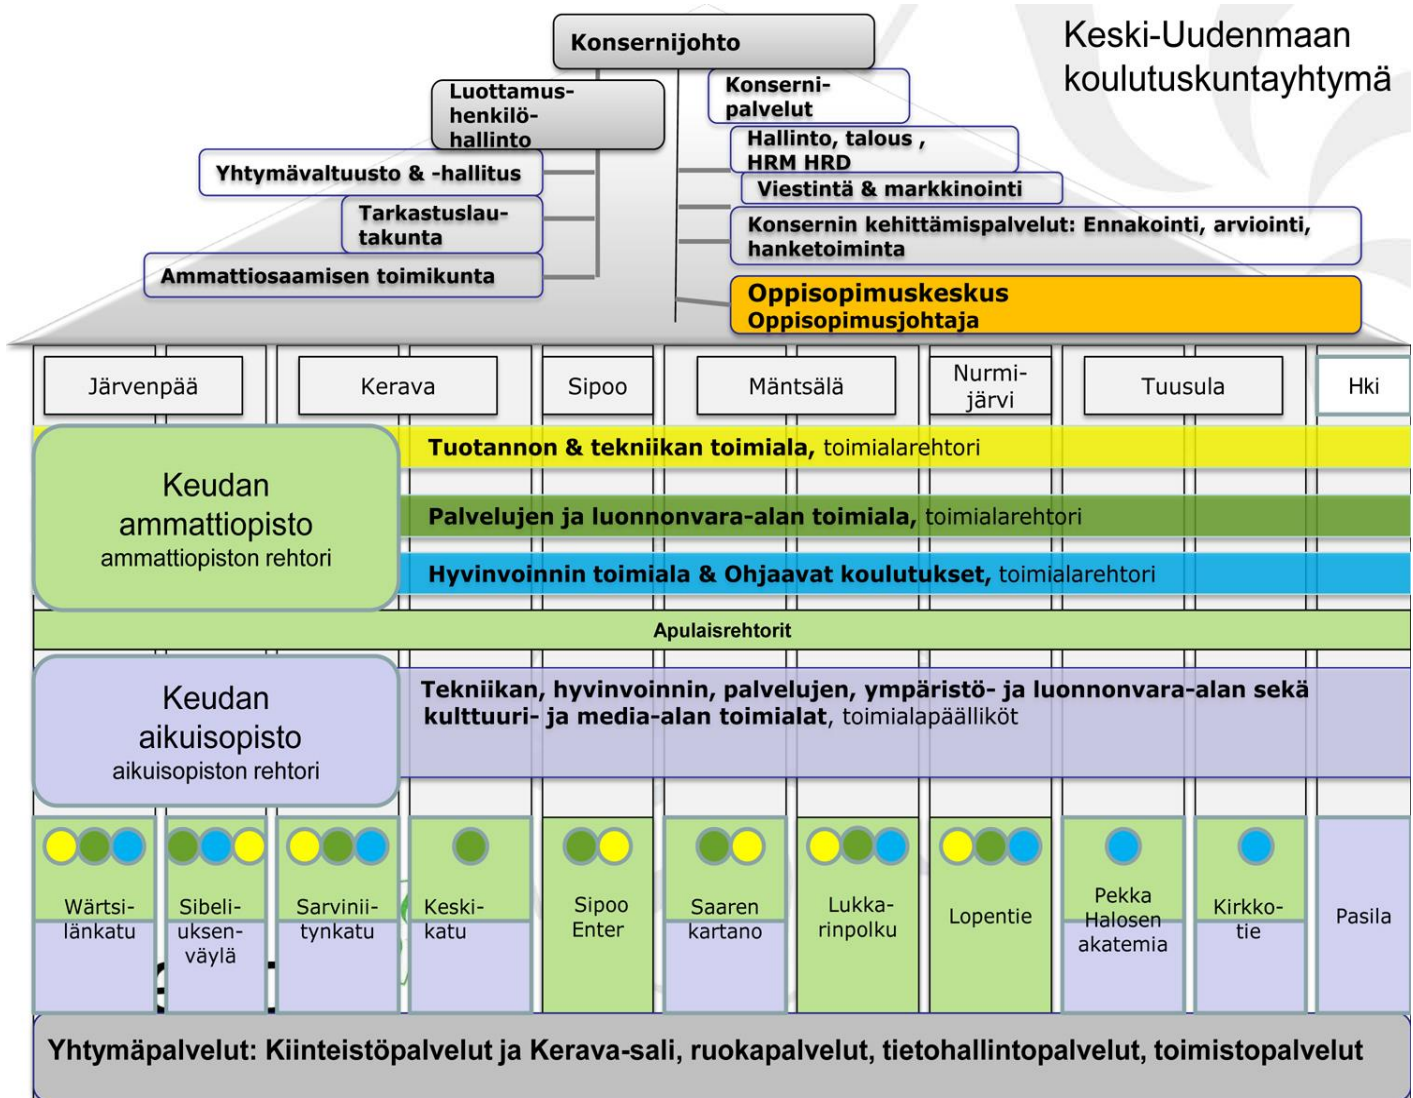 Keski-Uudenmaan
koulutuskuntayhtymä
Konsernijohto
Luottamus-
henkilö-
hallinto
Yhtymävaltuusto & -hallitus
Tarkastuslau-
takunta
Ammattiosaamisen toimikunta
Konserni-
palvelut
Hallinto, talous ,
HRM HRD
Viestintä & markkinointi
Konsernin kehittämispalvelut: Ennakointi, arviointi,
hanketoiminta
Oppisopimuskeskus
Oppisopimusjohtaja
Järvenpää
Kerava
Sipoo
Mäntsälä
Nurmi-
järvi
Tuusula
Hki
Keudan
ammattiopisto
ammattiopiston rehtori
Tuotannon & tekniikan toimiala, toimialarehtori
Palvelujen ja luonnonvara-alan toimiala, toimialarehtori
Hyvinvoinnin toimiala & Ohjaavat koulutukset, toimialarehtori
Apulaisrehtorit
Keudan
aikuisopisto
aikuisopiston rehtori
Tekniikan, hyvinvoinnin, palvelujen, ympäristö- ja luonnonvara-alan sekä
kulttuuri- ja media-alan toimialat, toimialapäälliköt
Wärtsi-
länkatu
Sibeli-
uksen-
väylä
Sarvinii-
tynkatu
Keski-
katu
Sipoo
Enter
Saaren
kartano
Lukka-
rinpolku
Lopentie
Pekka
Halosen
akatemia
Kirkko-
tie
Pasila
Yhtymäpalvelut: Kiinteistöpalvelut ja Kerava-sali, ruokapalvelut, tietohallintopalvelut, toimistopalvelut